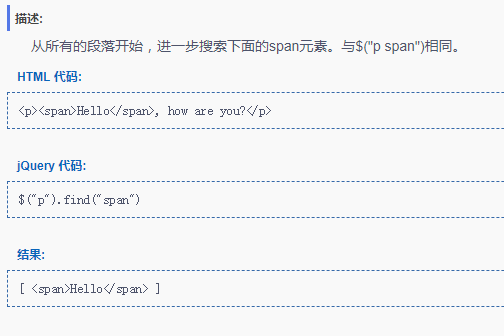 描述:
从所有的段落开始，进一步搜索下面的span元素。与$("p span")相同。
HTML 代码:
<p><span>Hello</span>, how are you?</p>
jQuery 代码:
$("p").find("span")
结果:
[ <span>Hello</span> ]